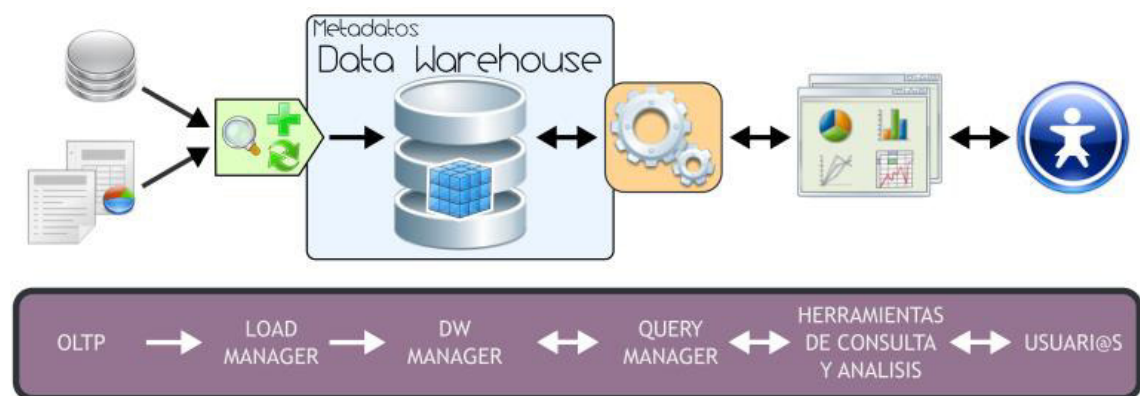 Metadatos
Data Warehouse
OLTP
LOAD
MANAGER
DW
MANAGER
QUERY
MANAGER
HERRAMIENTAS
DE CONSULTA
Y ANALISIS
USUARI@S